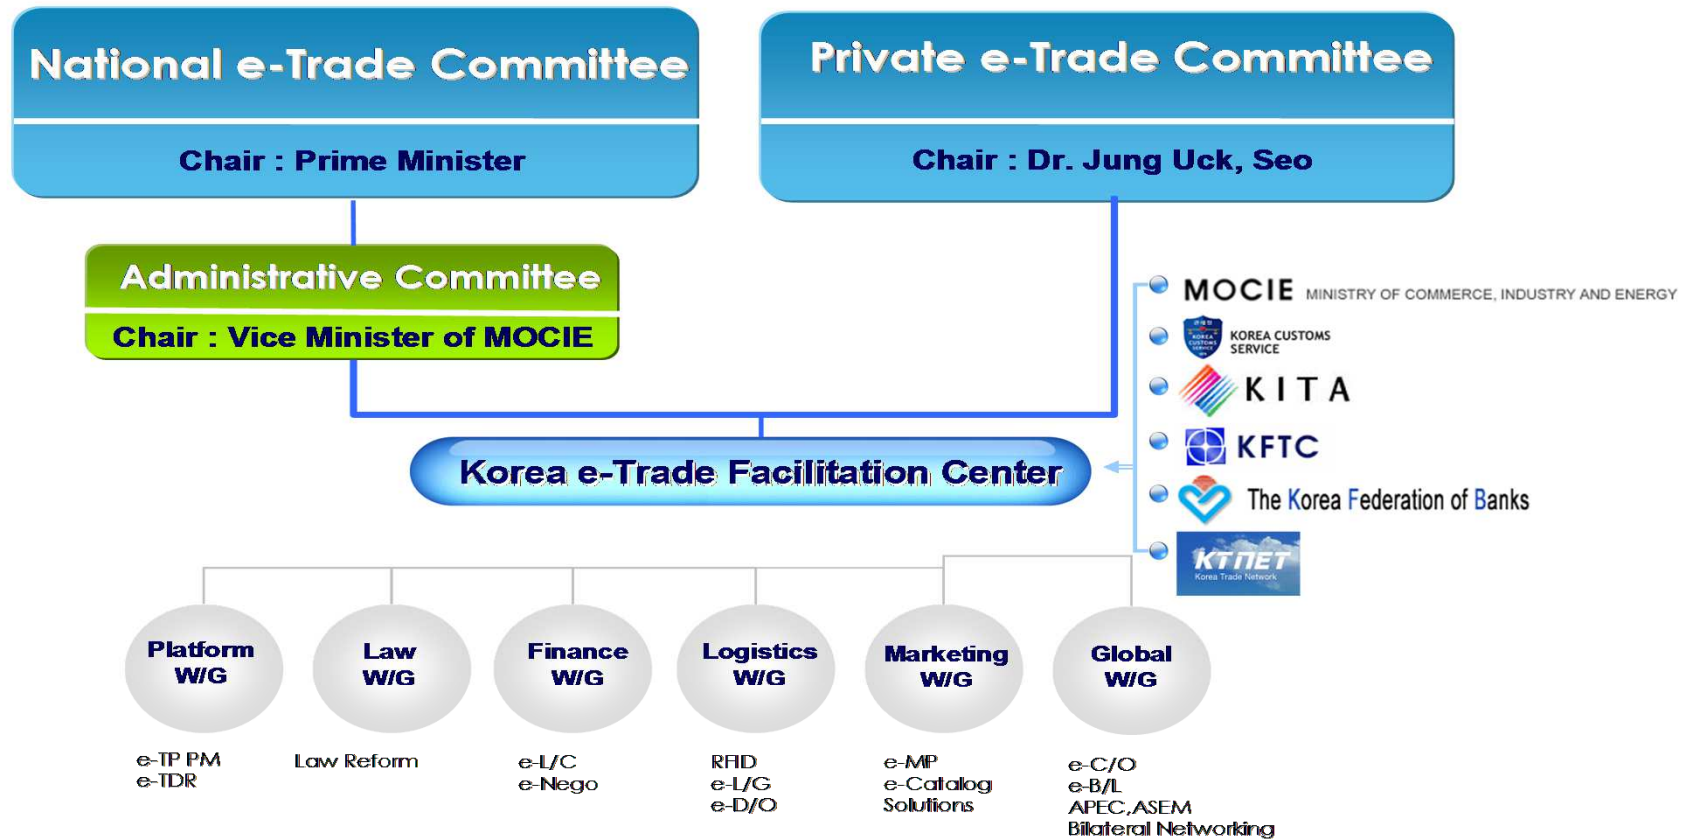 National e-Trade Committee
Chair : Prime Minister
Private e-Trade Committee
Chair : Dr. Jung Uck, Seo
Administrative Committee
Chair : Vice Minister of MOCIE
MOCIE MINISTRY OF COMMERCE, INDUSTRY AND ENERGY
KOREA CUSTOMS
SERVICE
KITA
KFTC
The Korea Federation of Banks
KTNET
Korea Trade Network
Korea e-Trade Facilitation Center
Platform
W/G
e-TP PM
e-TDR
Law
W/G
Law Reform
Finance
W/G
e-L/C
e-Nego
Logistics
W/G
RFID
e-L/G
e-D/O
Marketing
W/G
e-MP
e-Catalog
Solutions
Global
W/G
e-C/O
e-B/L
APEC,ASEM
Bilateral Networking